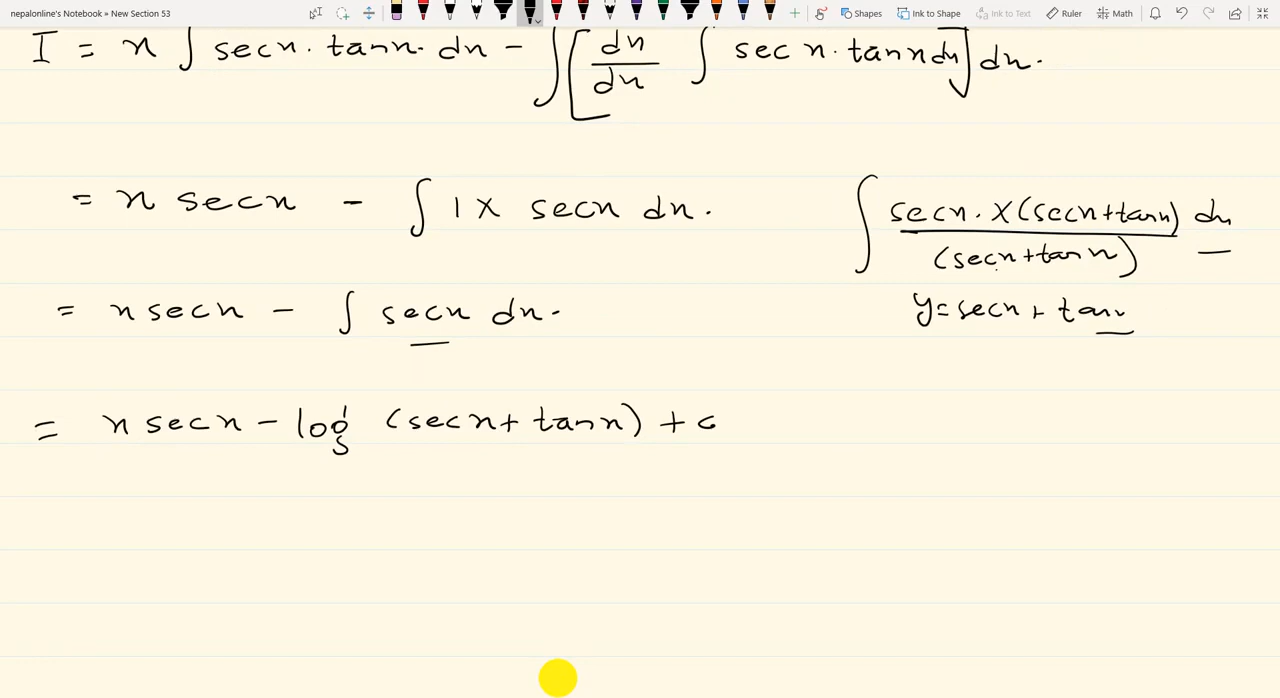 nepalonline's Notebook » New Section 53
Shapes Ink to Shape Ink to Text Ruler Math
I = x ∫ secx · tanx · dx − ∫ [ dx/dx ∫ sec x · tanx dx ] dx.
= x secx − ∫ 1 × secx dx.
∫ secx · × (secx + tanx) / (secx + tanx) dx
= x secx − ∫ secx dx.
y = secx + tanx
= x secx − log (secx + tanx) + c